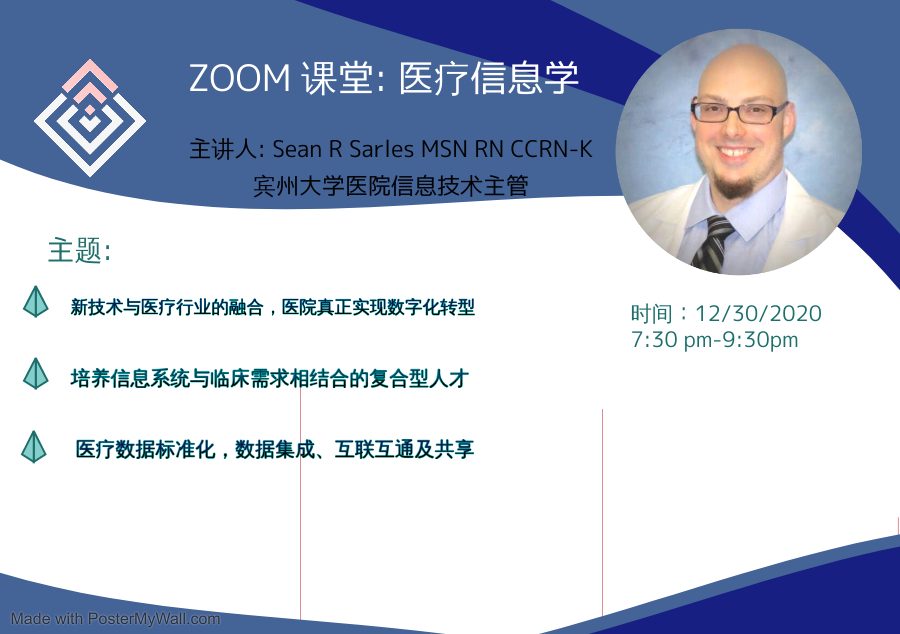 ZOOM 课堂: 医疗信息学
主讲人: Sean R Sarles MSN RN CCRN-K
宾州大学医院信息技术主管
主题:
新技术与医疗行业的融合，医院真正实现数字化转型
培养信息系统与临床需求相结合的复合型人才
医疗数据标准化，数据集成、互联互通及共享
时间：12/30/2020
7:30 pm-9:30pm
Made with PosterMyWall.com